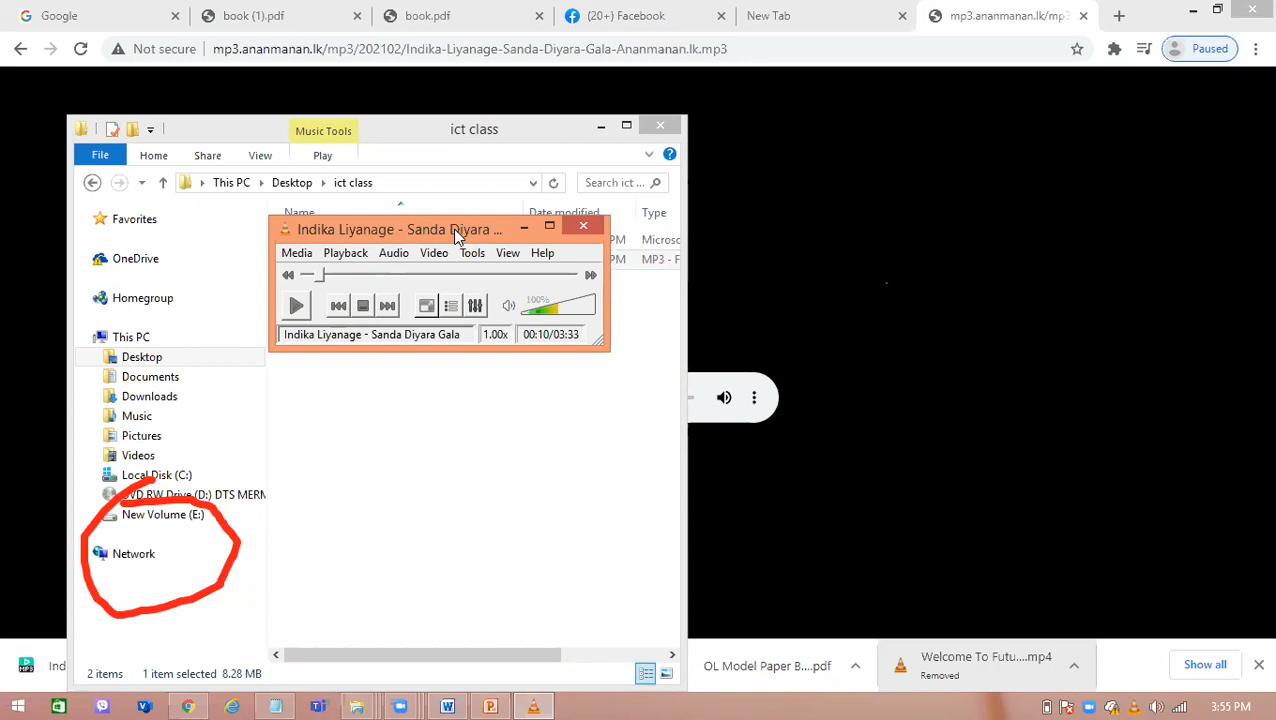 Google
book (1).pdf
book.pdf
(20+) Facebook
New Tab
mp3.ananmanan.lk/mp3
Not secure
mp3.ananmanan.lk/mp3/202102/Indika-Liyanage-Sanda-Diyara-Gala-Ananmanan.lk.mp3
Paused
Music Tools
ict class
File
Home
Share
View
Play
This PC
Desktop
ict class
Search ict ...
Name
Date modified
Type
PM
Microsc
PM
MP3 - F
Indika Liyanage - Sanda Diyara ...
Media
Playback
Audio
Video
Tools
View
Help
100%
Indika Liyanage - Sanda Diyara Gala
1.00x
00:10/03:33
Favorites
OneDrive
Homegroup
This PC
Desktop
Documents
Downloads
Music
Pictures
Videos
Local Disk (C:)
DVD RW Drive (D:) DTS MERM
New Volume (E:)
Network
2 items
1 item selected 8.28 MB
MP3
Ind
OL Model Paper B....pdf
Welcome To Futu....mp4
Removed
Show all
3:55 PM